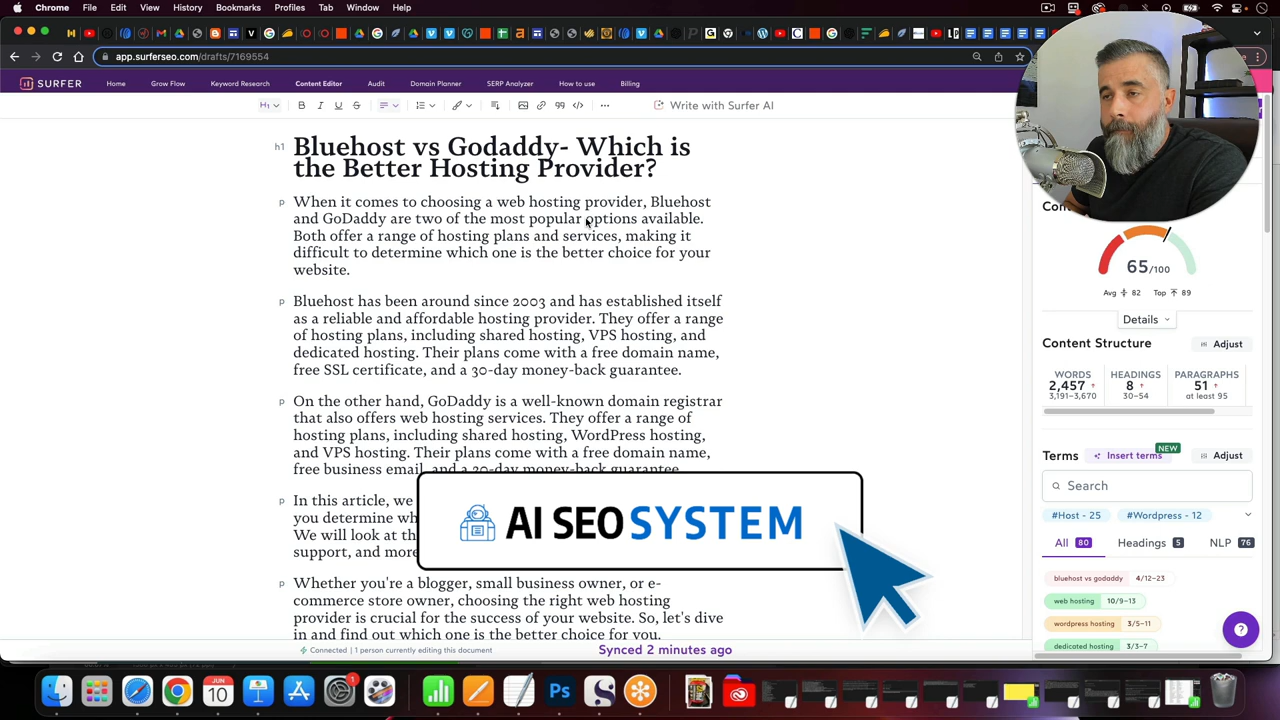 Chrome File Edit View History Bookmarks Profiles Tab Window Help
app.surferseo.com/drafts/7169554
SURFER Home Grow Flow Keyword Research Content Editor Audit Domain Planner SERP Analyzer How to use Billing
H1 B I U S Write with Surfer AI
h1 Bluehost vs Godaddy- Which is
the Better Hosting Provider?
p When it comes to choosing a web hosting provider, Bluehost
and GoDaddy are two of the most popular options available.
Both offer a range of hosting plans and services, making it
difficult to determine which one is the better choice for your
website.
p Bluehost has been around since 2003 and has established itself
as a reliable and affordable hosting provider. They offer a range
of hosting plans, including shared hosting, VPS hosting, and
dedicated hosting. Their plans come with a free domain name,
free SSL certificate, and a 30-day money-back guarantee.
p On the other hand, GoDaddy is a well-known domain registrar
that also offers web hosting services. They offer a range of
hosting plans, including shared hosting, WordPress hosting,
and VPS hosting. Their plans come with a free domain name,
free business email, and a 30-day money-back guarantee.
p In this article, we
you determine wh
We will look at th
support, and more
p Whether you're a blogger, small business owner, or e-
commerce store owner, choosing the right web hosting
provider is crucial for the success of your website. So, let's dive
in and find out which one is the better choice for you.
AI SEO SYSTEM
Connected | 1 person currently editing this document
Synced 2 minutes ago
65/100
Avg 82 Top 89
Details
Content Structure Adjust
WORDS HEADINGS PARAGRAPHS
2,457 8 51
3,191–3,670 30–54 at least 95
NEW
Terms Insert terms Adjust
Search
#Host - 25 #Wordpress - 12
All 80 Headings 5 NLP 76
bluehost vs godaddy 4/12–23
web hosting 10/9–13
wordpress hosting 3/5–11
dedicated hosting 3/3–7
JUN
10
1
Ps